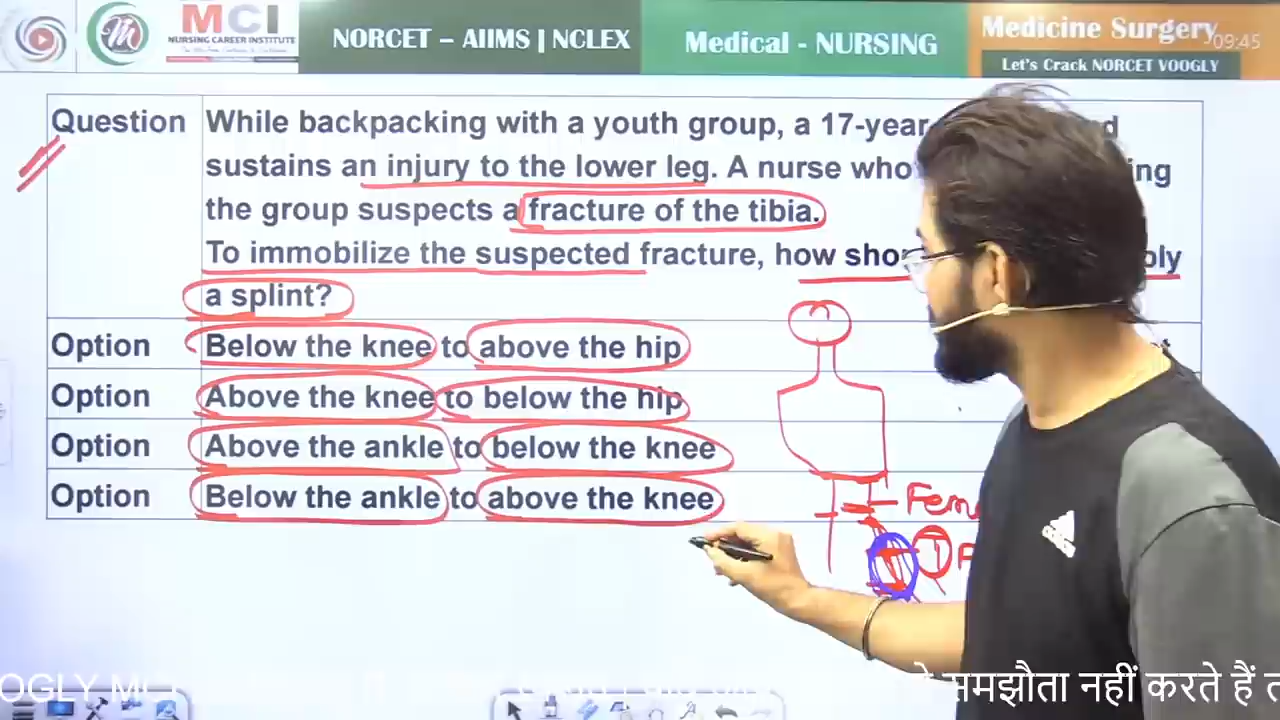 MCI
NURSING CAREER INSTITUTE
NORCET – AIIMS | NCLEX
Medical - NURSING
Medicine Surgery
09:45
Let's Crack NORCET VOOGLY
Question
While backpacking with a youth group, a 17-year
sustains an injury to the lower leg. A nurse who
the group suspects a fracture of the tibia.
To immobilize the suspected fracture, how
a splint?
Option Below the knee to above the hip
Option Above the knee to below the hip
Option Above the ankle to below the knee
Option Below the ankle to above the knee
T
समझौता नहीं करते हैं